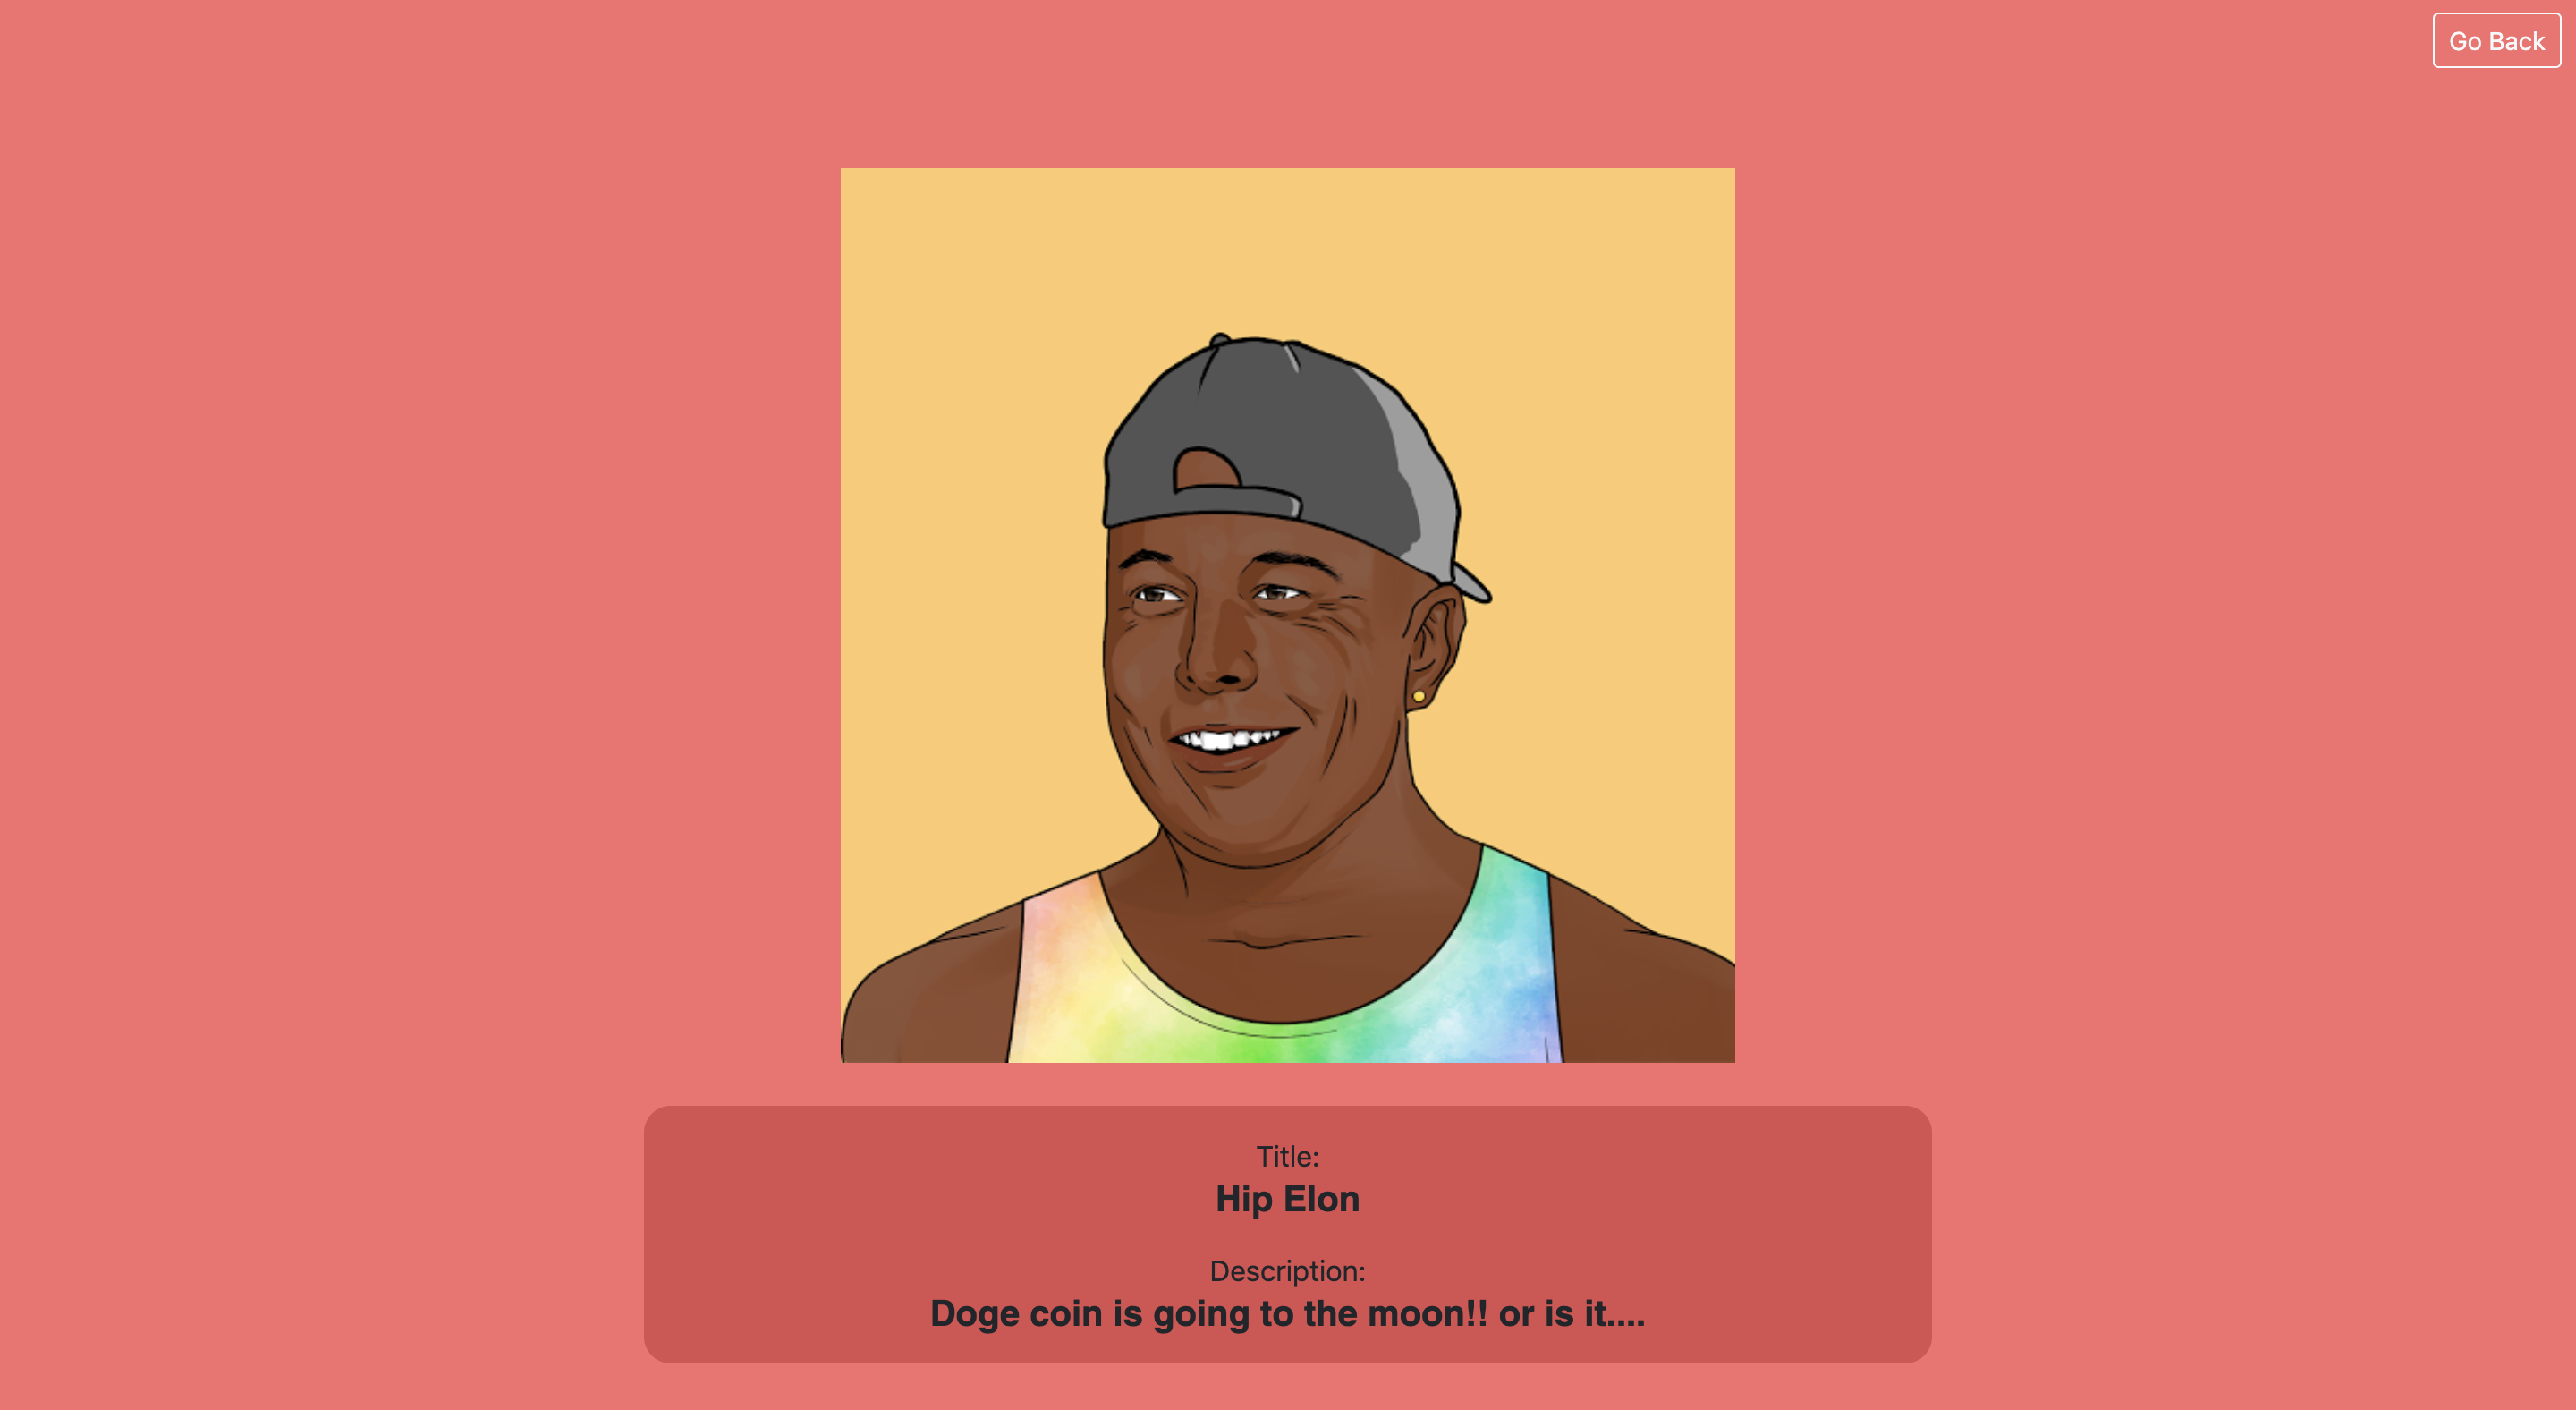 Go Back
Title:
Hip Elon
Description:
Doge coin is going to the moon!! or is it....